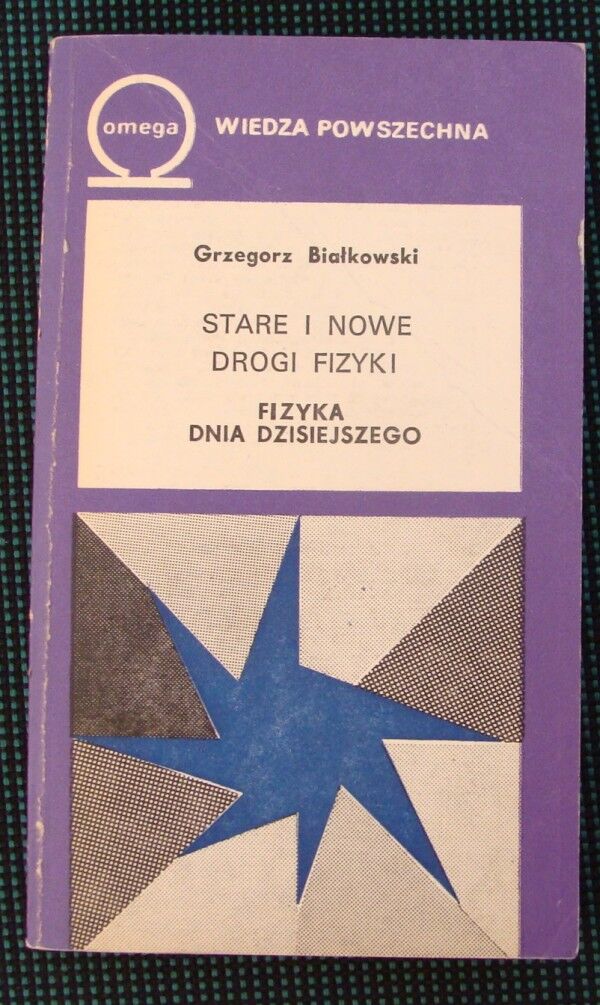 omega
WIEDZA POWSZECHNA
Grzegorz Białkowski
STARE I NOWE
DROGI FIZYKI
FIZYKA
DNIA DZISIEJSZEGO